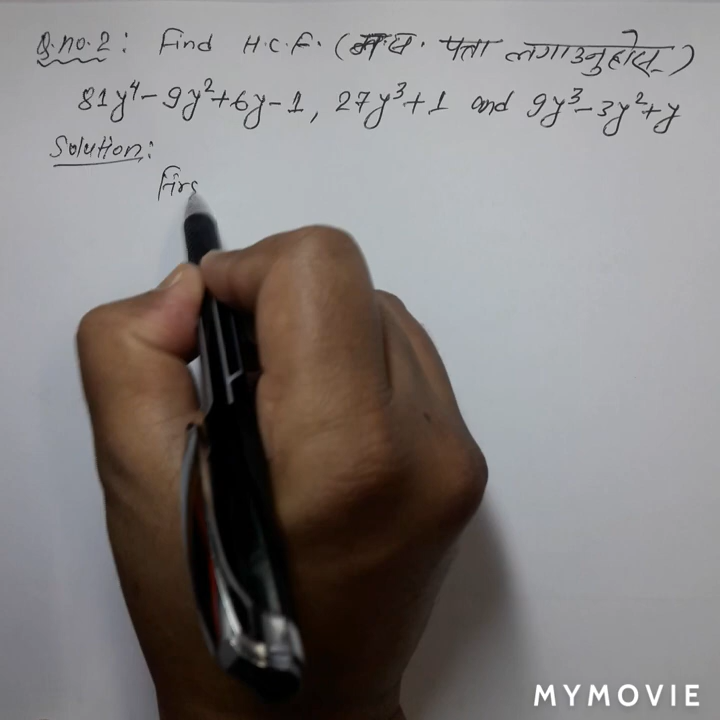 Q.no.2: Find H.C.F. (म.स. पत्ता लगाउनुहोस्)
81y⁴-9y²+6y-1, 27y³+1 and 9y³-3y²+y
Solution:
Firs
MYMOVIE